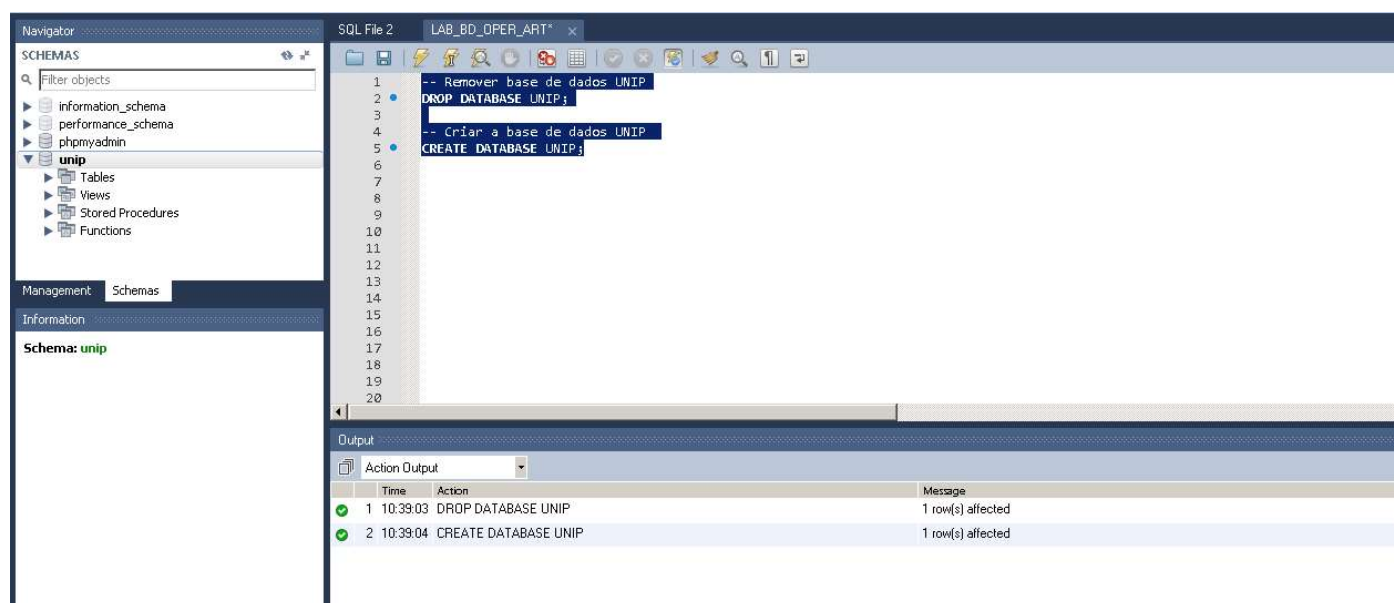 Navigator
SCHEMAS
Filter objects
information_schema
performance_schema
phpmyadmin
unip
Tables
Views
Stored Procedures
Functions
Management Schemas
Information
Schema: unip
SQL File 2 LAB_BD_OPER_ART* ×
1 -- Remover base de dados UNIP
2 DROP DATABASE UNIP;
3
4 -- Criar a base de dados UNIP
5 CREATE DATABASE UNIP;
6
7
8
9
10
11
12
13
14
15
16
17
18
19
20
Output
Action Output
Time Action Message
1 10:39:03 DROP DATABASE UNIP 1 row(s) affected
2 10:39:04 CREATE DATABASE UNIP 1 row(s) affected